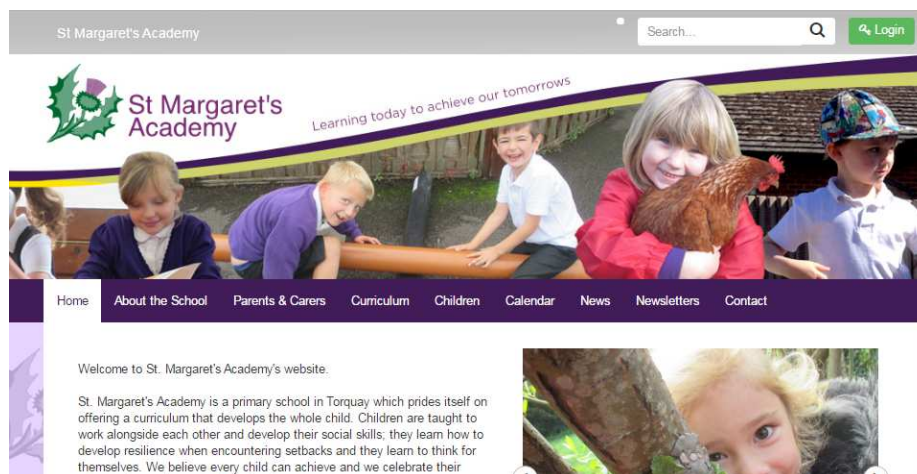 St Margaret's Academy
Search...
Login
St Margaret's
Academy
Learning today to achieve our tomorrows
Home About the School Parents & Carers Curriculum Children Calendar News Newsletters Contact
Welcome to St. Margaret's Academy's website.
St. Margaret's Academy is a primary school in Torquay which prides itself on
offering a curriculum that develops the whole child. Children are taught to
work alongside each other and develop their social skills; they learn how to
develop resilience when encountering setbacks and they learn to think for
themselves. We believe every child can achieve and we celebrate their